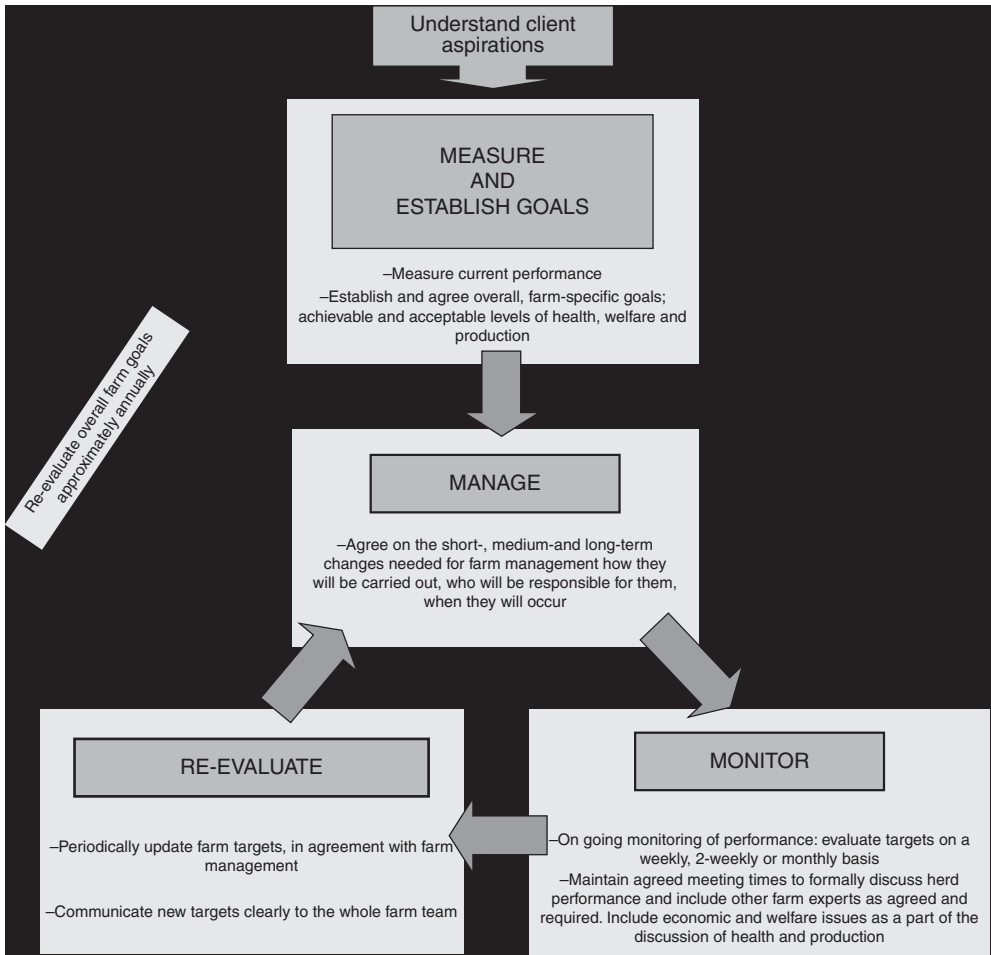 Understand client
aspirations
MEASURE
AND
ESTABLISH GOALS
–Measure current performance
–Establish and agree overall, farm-specific goals;
achievable and acceptable levels of health, welfare and
production
Re-evaluate overall farm goals
approximately annually
MANAGE
–Agree on the short-, medium-and long-term
changes needed for farm management how they
will be carried out, who will be responsible for them,
when they will occur
RE-EVALUATE
–Periodically update farm targets, in agreement with farm
management
–Communicate new targets clearly to the whole farm team
MONITOR
–On going monitoring of performance: evaluate targets on a
weekly, 2-weekly or monthly basis
–Maintain agreed meeting times to formally discuss herd
performance and include other farm experts as agreed and
required. Include economic and welfare issues as a part of the
discussion of health and production